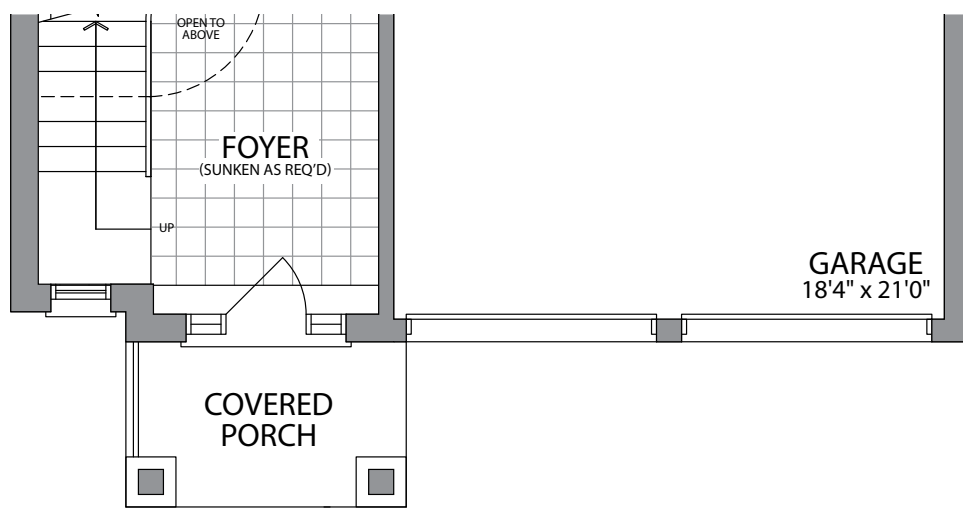 OPEN TO
ABOVE
FOYER
(SUNKEN AS REQ’D)
UP
GARAGE
18'4" x 21'0"
COVERED
PORCH